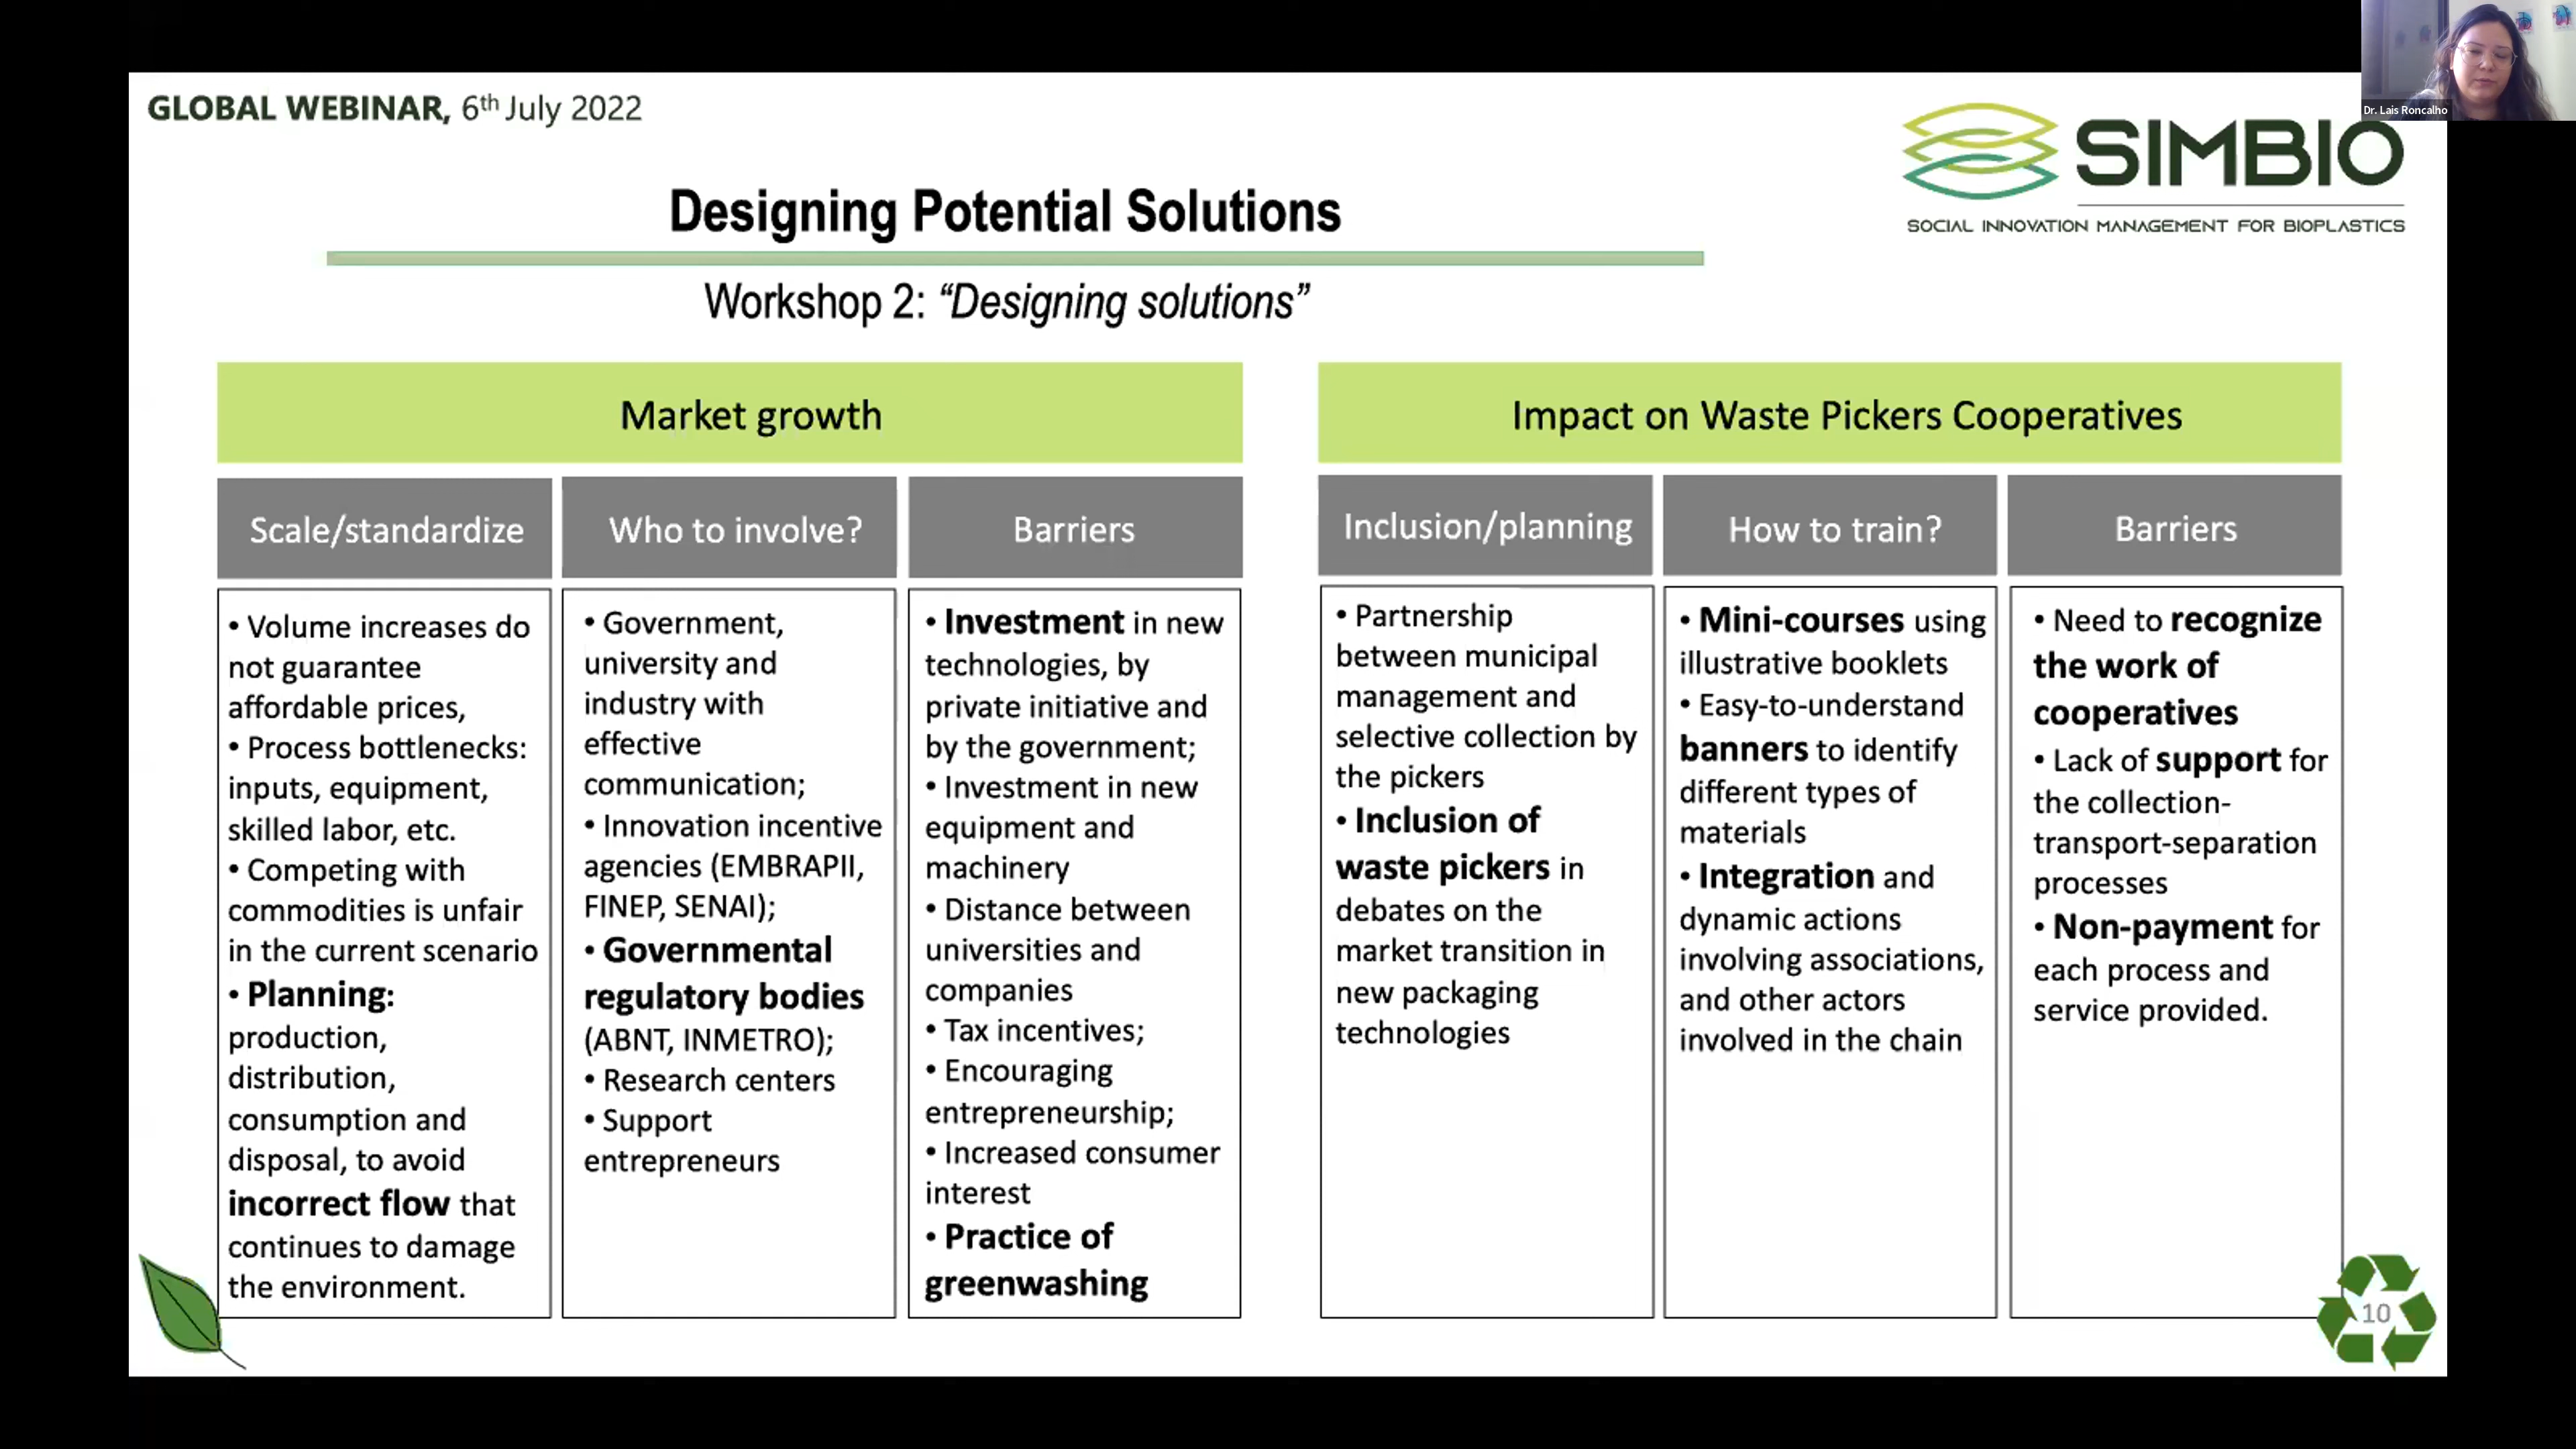 GLOBAL WEBINAR, 6th July 2022
Dr. Lais Roncalho
SIMBIO
SOCIAL INNOVATION MANAGEMENT FOR BIOPLASTICS
Designing Potential Solutions
Workshop 2: “Designing solutions”
Market growth
Scale/standardize
• Volume increases do
not guarantee
affordable prices,
• Process bottlenecks:
inputs, equipment,
skilled labor, etc.
• Competing with
commodities is unfair
in the current scenario
• Planning:
production,
distribution,
consumption and
disposal, to avoid
incorrect flow that
continues to damage
the environment.
Who to involve?
• Government,
university and
industry with
effective
communication;
• Innovation incentive
agencies (EMBRAPII,
FINEP, SENAI);
• Governmental
regulatory bodies
(ABNT, INMETRO);
• Research centers
• Support
entrepreneurs
Barriers
• Investment in new
technologies, by
private initiative and
by the government;
• Investment in new
equipment and
machinery
• Distance between
universities and
companies
• Tax incentives;
• Encouraging
entrepreneurship;
• Increased consumer
interest
• Practice of
greenwashing
Impact on Waste Pickers Cooperatives
Inclusion/planning
• Partnership
between municipal
management and
selective collection by
the pickers
• Inclusion of
waste pickers in
debates on the
market transition in
new packaging
technologies
How to train?
• Mini-courses using
illustrative booklets
• Easy-to-understand
banners to identify
different types of
materials
• Integration and
dynamic actions
involving associations,
and other actors
involved in the chain
Barriers
• Need to recognize
the work of
cooperatives
• Lack of support for
the collection-
transport-separation
processes
• Non-payment for
each process and
service provided.
10